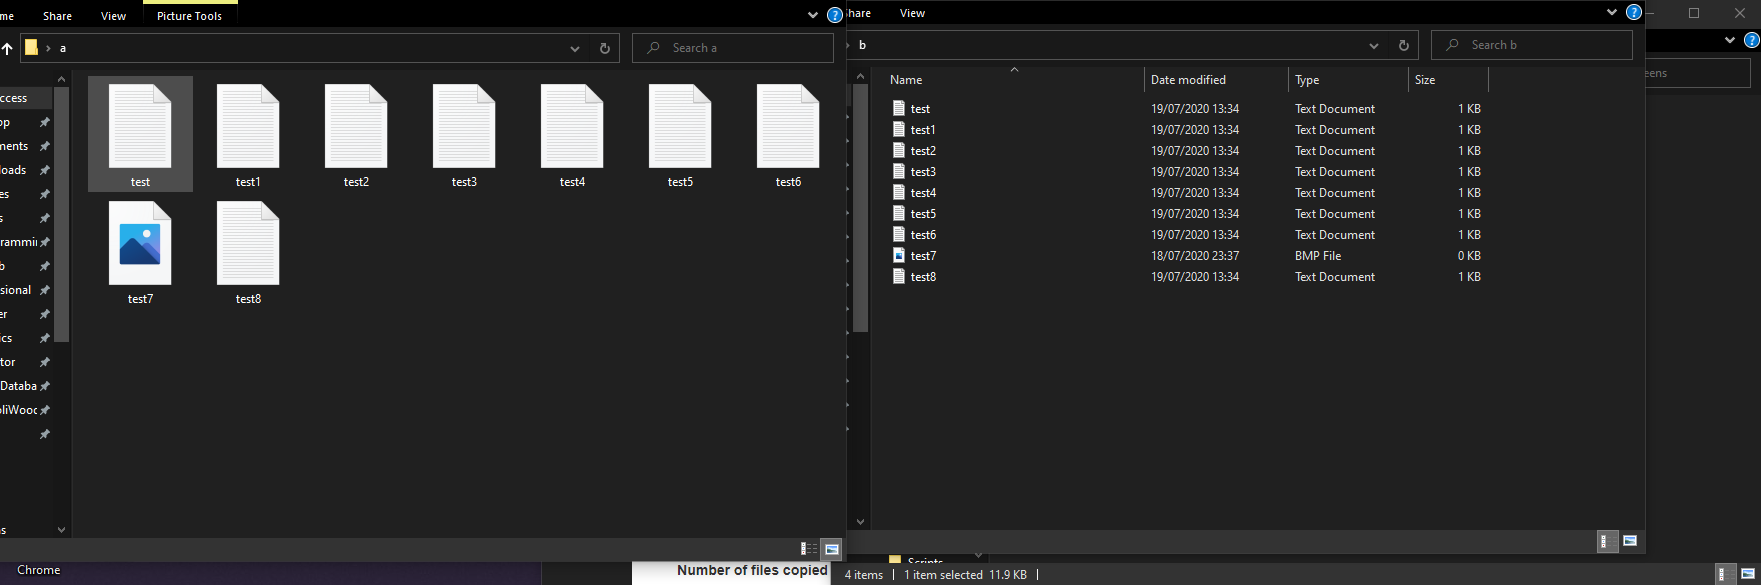 me Share View Picture Tools
a
Search a
ccess
op
ments
loads
es
s
rammin
b
sional
er
ics
tor
Databa
oliWooc
s
test test1 test2 test3 test4 test5 test6
test7 test8
Share View
b
Search b
Name Date modified Type Size
test 19/07/2020 13:34 Text Document 1 KB
test1 19/07/2020 13:34 Text Document 1 KB
test2 19/07/2020 13:34 Text Document 1 KB
test3 19/07/2020 13:34 Text Document 1 KB
test4 19/07/2020 13:34 Text Document 1 KB
test5 19/07/2020 13:34 Text Document 1 KB
test6 19/07/2020 13:34 Text Document 1 KB
test7 18/07/2020 23:37 BMP File 0 KB
test8 19/07/2020 13:34 Text Document 1 KB
eens
Chrome
Number of files copied
Scripts
4 items 1 item selected 11.9 KB